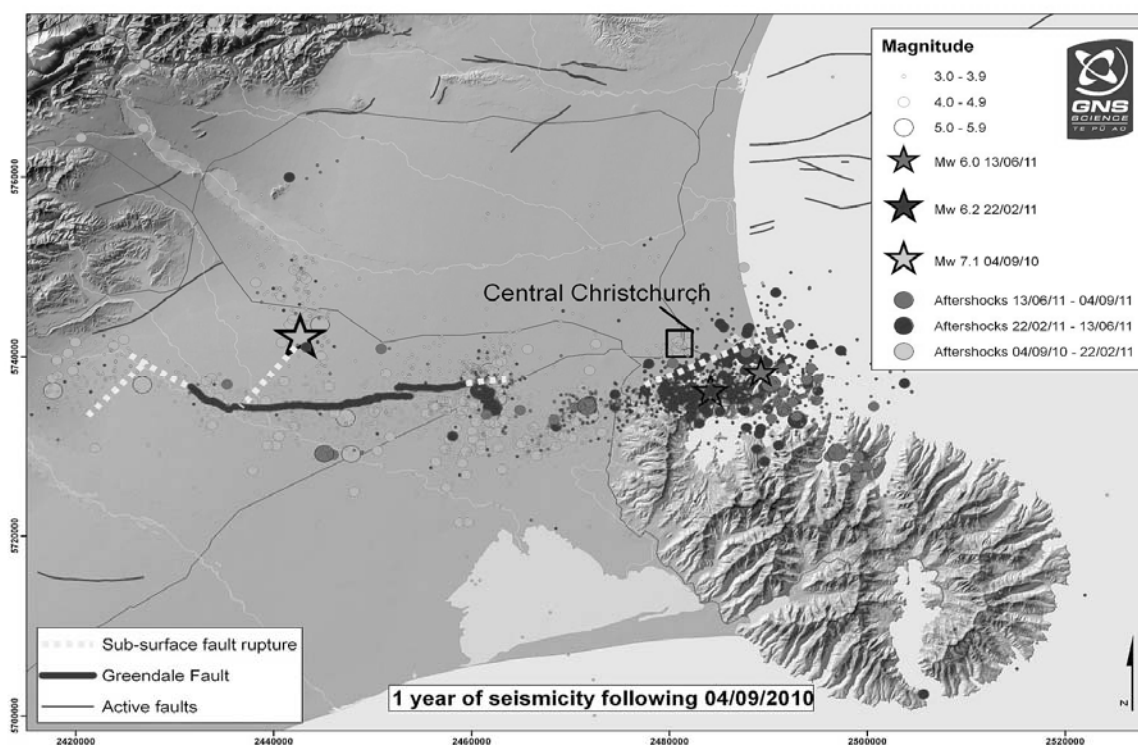 Magnitude
3.0 - 3.9
4.0 - 4.9
5.0 - 5.9
Mw 6.0 13/06/11
Mw 6.2 22/02/11
Mw 7.1 04/09/10
Aftershocks 13/06/11 - 04/09/11
Aftershocks 22/02/11 - 13/06/11
Aftershocks 04/09/10 - 22/02/11
GNS
SCIENCE
TE PŪ AO
Central Christchurch
Sub-surface fault rupture
Greendale Fault
Active faults
1 year of seismicity following 04/09/2010
N
5760000
5740000
5720000
5700000
2420000
2440000
2460000
2480000
2500000
2520000